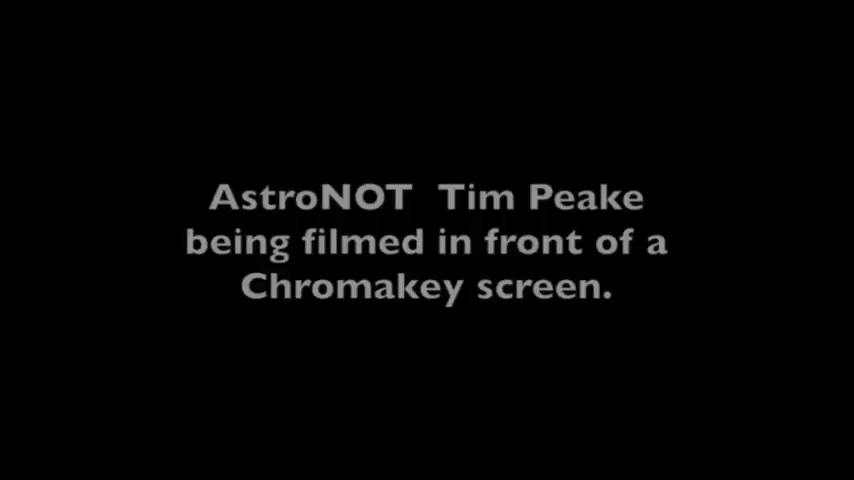 AstroNOT Tim Peake
being filmed in front of a
Chromakey screen.